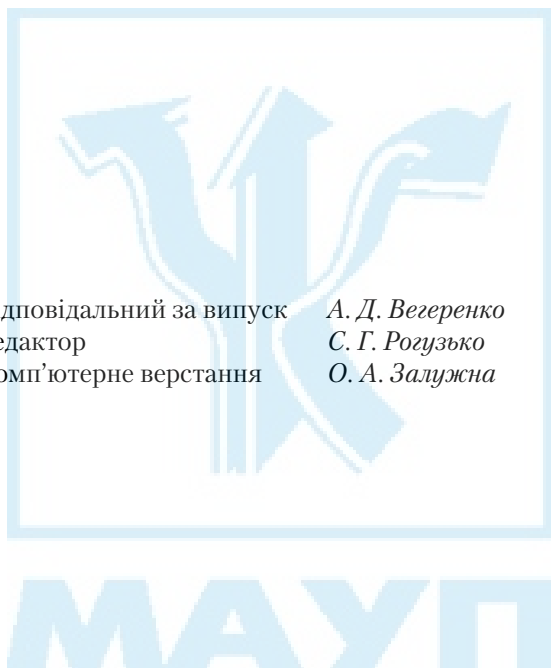 дповідальний за випуск А. Д. Вегеренко
едактор С. Г. Рогузько
омп'ютерне верстання О. А. Залужна
МАУП